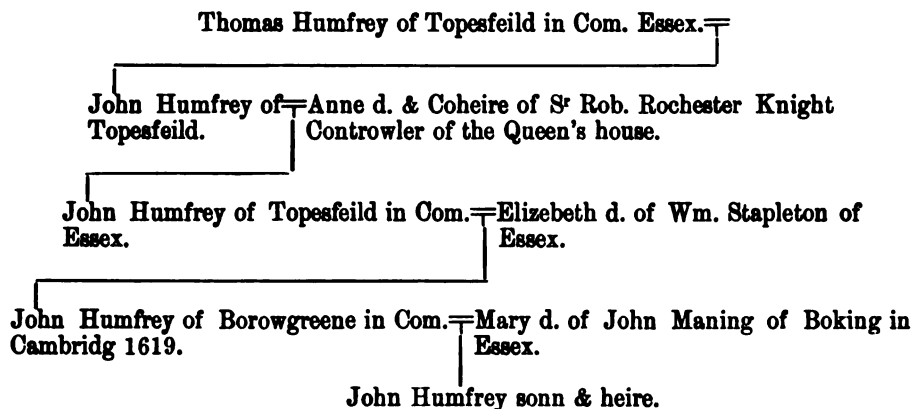 Thomas Humfrey of Topesfeild in Com. Essex.
John Humfrey of Anne d. & Coheire of Sr Rob. Rochester Knight
Topesfeild. Controwler of the Queen's house.
John Humfrey of Topesfeild in Com. Elizebeth d. of Wm. Stapleton of
Essex. Essex.
John Humfrey of Borowgreene in Com. Mary d. of John Maning of Boking in
Cambridg 1619. Essex.
John Humfrey sonn & heire.